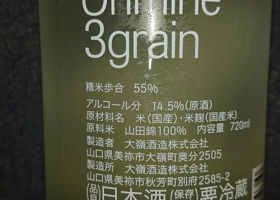 Ohmine
3grain
精米歩合 55%
アルコール分 14.5%(原酒)
原材料名 米(国産)・米麹(国産米)
原料米 山田錦100% 内容量 720ml
製造者 大嶺酒造株式会社
山口県美祢市大嶺町奥分2505
製造所 大嶺酒造株式会社
山口県美祢市秋芳町別府2585-2
品目 日本酒 保存 要冷蔵